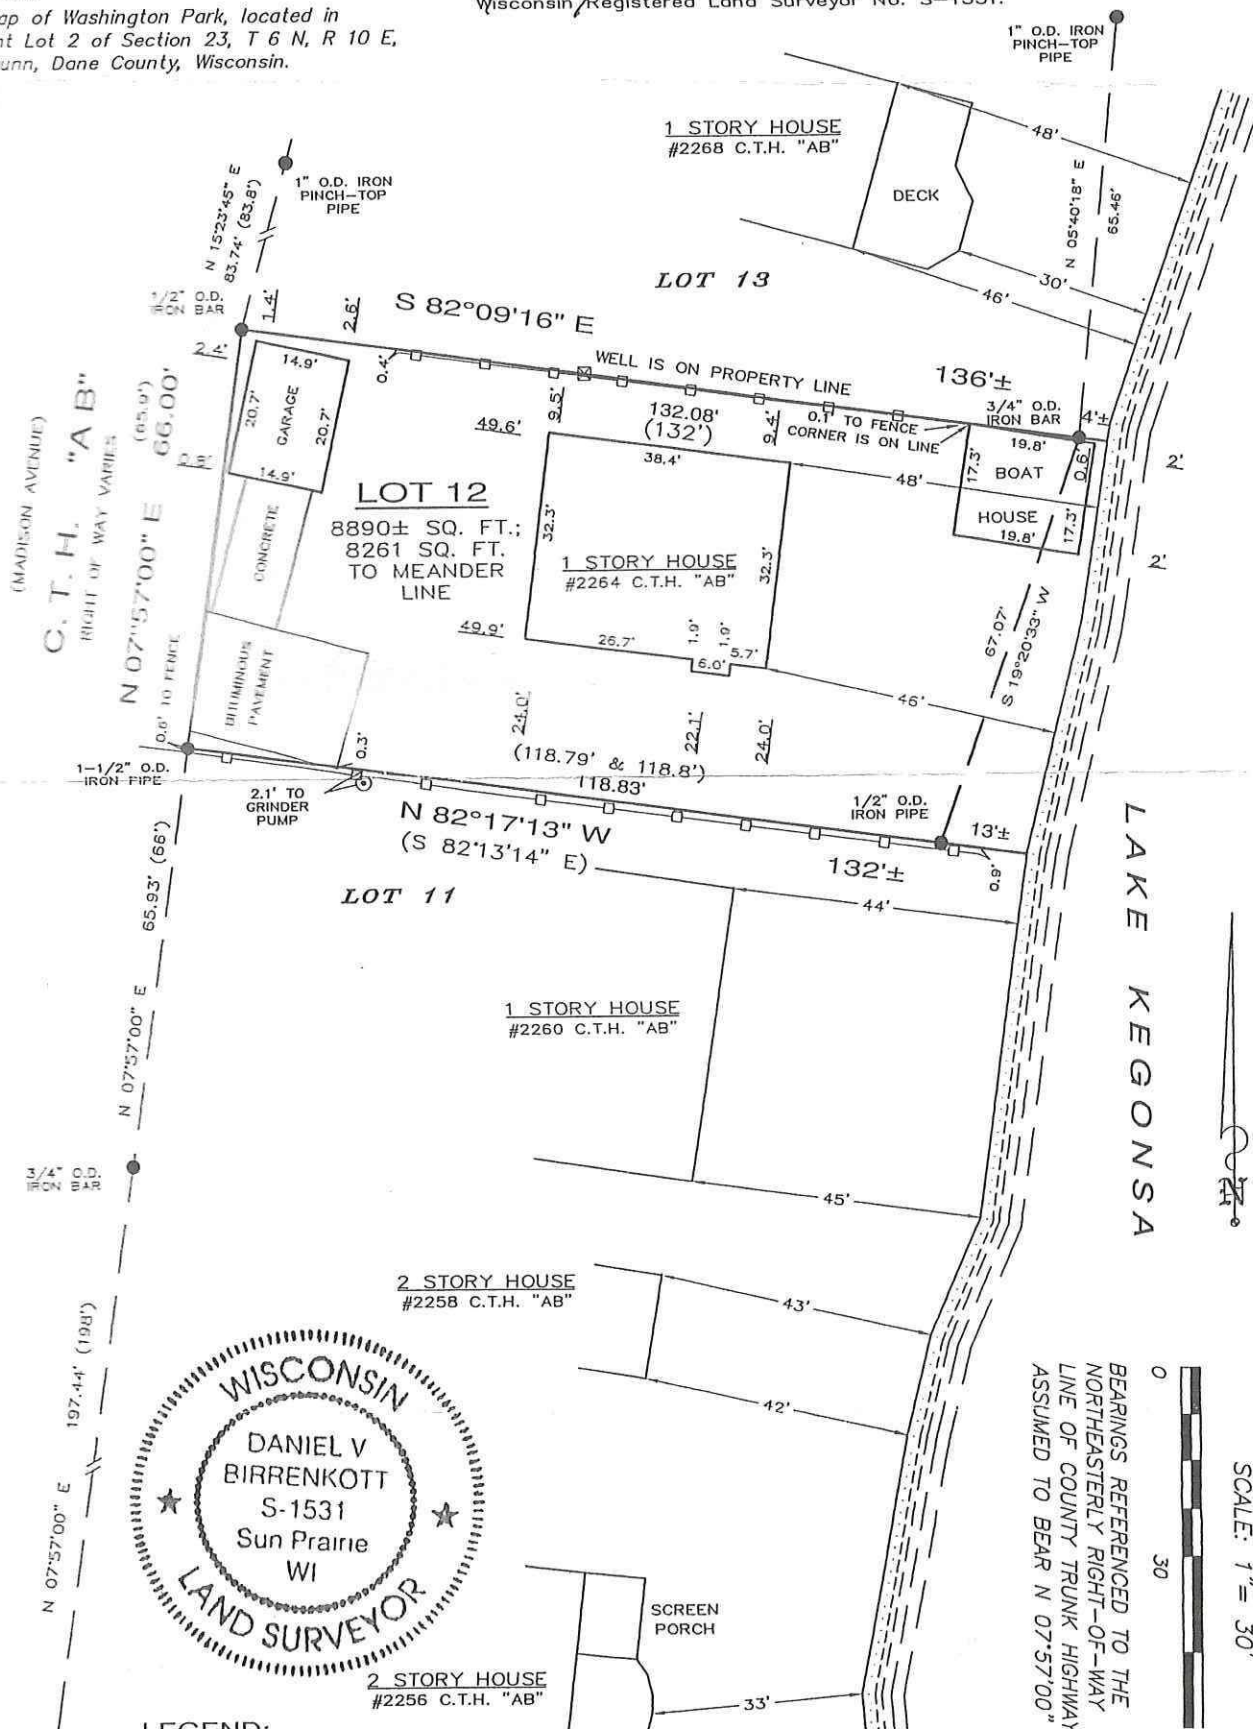 ap of Washington Park, located in
nt Lot 2 of Section 23, T 6 N, R 10 E,
unn, Dane County, Wisconsin.
Wisconsin Registered Land Surveyor No. S-1531.
1" O.D. IRON
PINCH-TOP
PIPE
1 STORY HOUSE
#2268 C.T.H. "AB"
DECK
48'
N 05°40'18" E
65.46'
30'
46'
1" O.D. IRON
PINCH-TOP
PIPE
N 15°23'45" E
83.74' (83.8')
LOT 13
1/2" O.D.
IRON BAR
1.4'
2.6'
S 82°09'16" E
2.4'
0.4'
WELL IS ON PROPERTY LINE
136'±
14.9'
20.7'
GARAGE
20.7'
14.9'
0.8'
9.5'
132.08'
(132')
9.4'
0.1' TO FENCE
CORNER IS ON LINE
3/4" O.D.
IRON BAR
4'±
49.6'
38.4'
48'
19.8'
17.3'
BOAT
HOUSE
0.6'
17.3'
19.8'
2'
2'
(MADISON AVENUE)
C. T. H. "AB"
RIGHT OF WAY VARIES
N 07°57'00" E
(65.9')
66.00'
LOT 12
8890± SQ. FT.;
8261 SQ. FT.
TO MEANDER
LINE
CONCRETE
32.3'
1 STORY HOUSE
#2264 C.T.H. "AB"
32.3'
49.9'
26.7'
1.9'
6.0'
1.9'
5.7'
46'
67.07'
S 19°20'33" W
BITUMINOUS
PAVEMENT
0.6' TO FENCE
0.3'
24.0'
22.1'
24.0'
(118.79' & 118.8')
118.83'
1-1/2" O.D.
IRON PIPE
2.1' TO
GRINDER
PUMP
N 82°17'13" W
(S 82°13'14" E)
1/2" O.D.
IRON PIPE
13'±
132'±
0.9'
LOT 11
65.93' (66')
N 07°57'00" E
44'
LAKE KEGONSA
1 STORY HOUSE
#2260 C.T.H. "AB"
45'
3/4" O.D.
IRON BAR
2 STORY HOUSE
#2258 C.T.H. "AB"
43'
42'
N 07°57'00" E
197.44' (198')
WISCONSIN
DANIEL V
BIRRENKOTT
S-1531
Sun Prairie
WI
LAND SURVEYOR
0
30
SCALE: 1"= 30'
BEARINGS REFERENCED TO THE
NORTHEASTERLY RIGHT-OF-WAY
LINE OF COUNTY TRUNK HIGHWAY
ASSUMED TO BEAR N 07°57'00"
SCREEN
PORCH
2 STORY HOUSE
#2256 C.T.H. "AB"
33'
LEGEND: